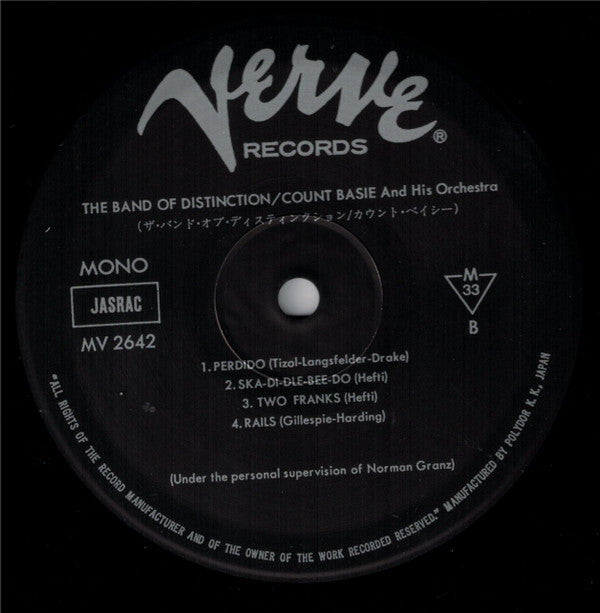 VERVE
RECORDS ®
THE BAND OF DISTINCTION/COUNT BASIE And His Orchestra
(ザ・バンド・オブ・ディスティンクション/カウント・ベイシー)
MONO
JASRAC
MV 2642
M
33
B
1. PERDIDO (Tizol-Langsfelder-Drake)
2. SKA-DI-DLE-BEE-DO (Hefti)
3. TWO FRANKS (Hefti)
4. RAILS (Gillespie-Harding)
(Under the personal supervision of Norman Granz)
"ALL RIGHTS OF THE RECORD MANUFACTURER AND OF THE OWNER OF THE WORK RECORDED RESERVED." MANUFACTURED BY POLYDOR K. K., JAPAN